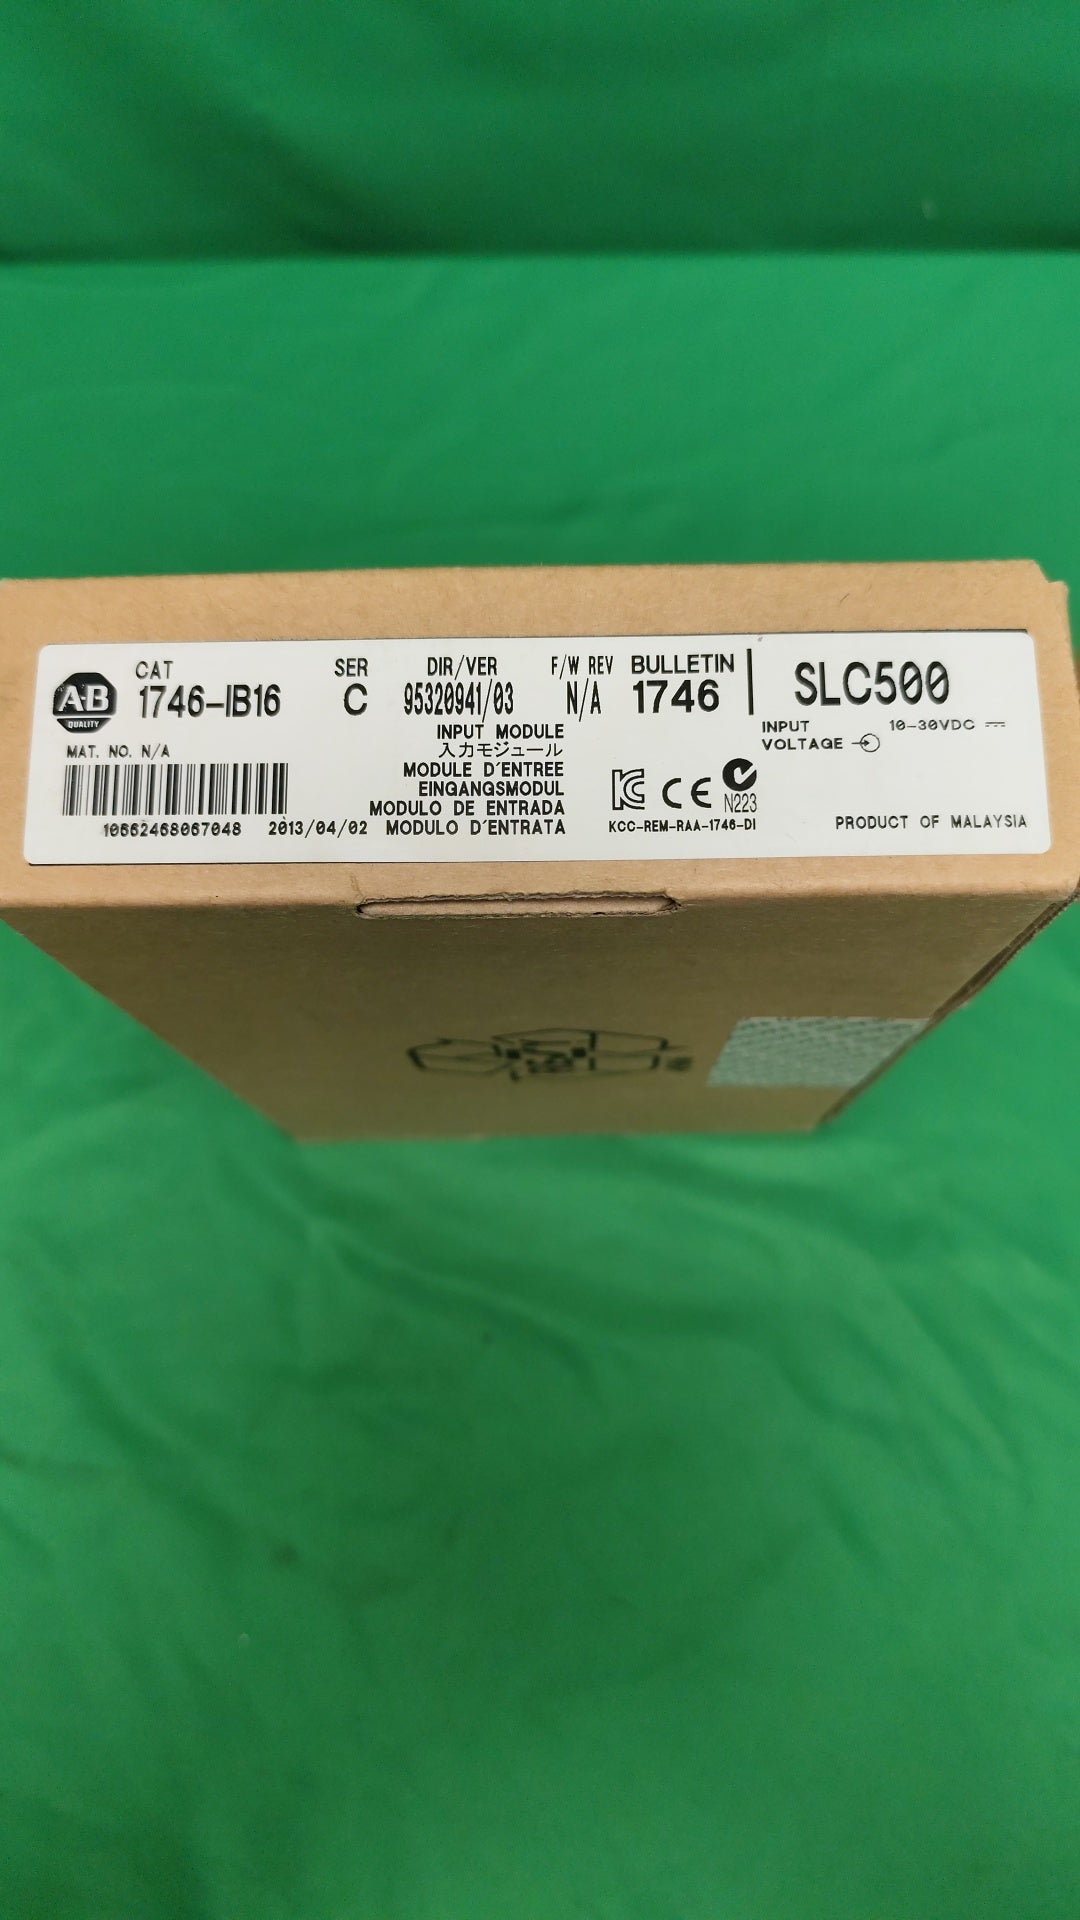 AB
QUALITY
CAT
1746-IB16
SER
C
DIR/VER
95320941/03
F/W REV
N/A
BULLETIN
1746
SLC500
INPUT MODULE
入力モジュール
MODULE D'ENTREE
EINGANGSMODUL
MODULO DE ENTRADA
MODULO D'ENTRATA
MAT. NO. N/A
10662468067048
2013/04/02
INPUT
VOLTAGE
10-30VDC
CE
N223
KCC-REM-RAA-1746-DI
PRODUCT OF MALAYSIA